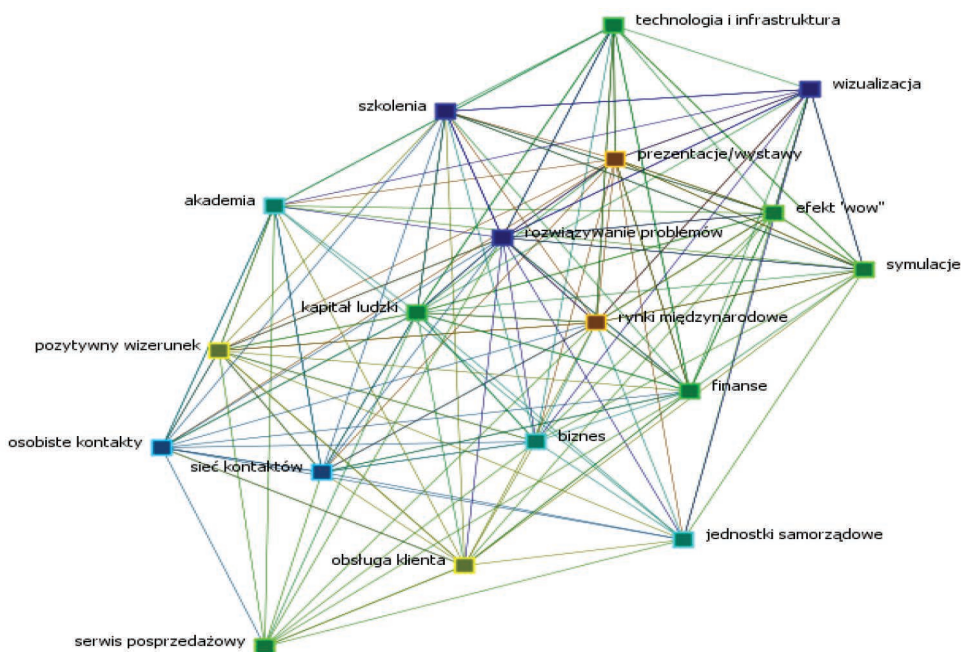 technologia i infrastruktura
wizualizacja
szkolenia
prezentacje/wystawy
akademia
efekt 'wow"
rozwiązywanie problemów
symulacje
kapitał ludzki
rynki międzynarodowe
pozytywny wizerunek
finanse
osobiste kontakty
biznes
sieć kontaktów
jednostki samorządowe
obsługa klienta
serwis posprzedażowy